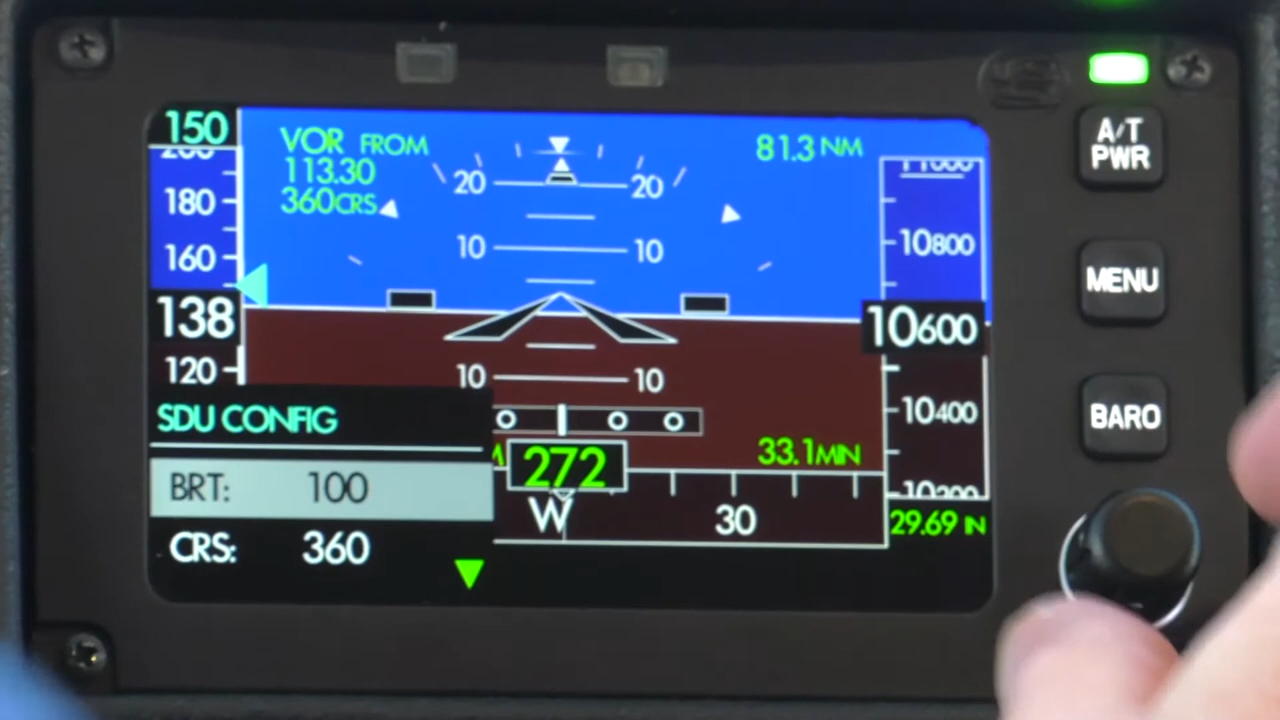 150
VOR FROM
113.30
360CRS
81.3 NM
A/T
PWR
20 20
180
160
138
120
10 10
10800
10600
10400
MENU
BARO
10 10
SDU CONFIG
BRT: 100
CRS: 360
272
33.1MIN
W 30
29.69 IN